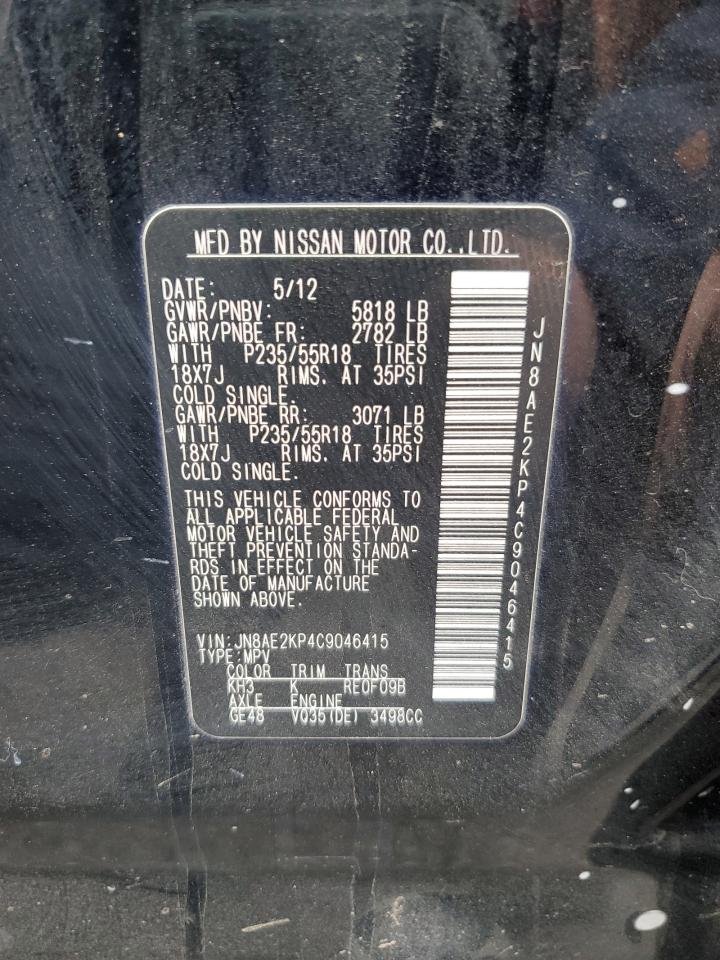 MFD BY NISSAN MOTOR CO.,LTD.
DATE: 5/12
GVWR/PNBV: 5818 LB
GAWR/PNBE FR: 2782 LB
WITH P235/55R18 TIRES
18X7J RIMS. AT 35PSI
COLD SINGLE.
GAWR/PNBE RR: 3071 LB
WITH P235/55R18 TIRES
18X7J RIMS. AT 35PSI
COLD SINGLE.
THIS VEHICLE CONFORMS TO
ALL APPLICABLE FEDERAL
MOTOR VEHICLE SAFETY AND
THEFT PREVENTION STANDA-
RDS IN EFFECT ON THE
DATE OF MANUFACTURE
SHOWN ABOVE.
VIN:JN8AE2KP4C9046415
TYPE:MPV
COLOR TRIM TRANS
KH3 K RE0F09B
AXLE ENGINE
GE48 VQ35(DE) 3498CC
JN8AE2KP4C9046415